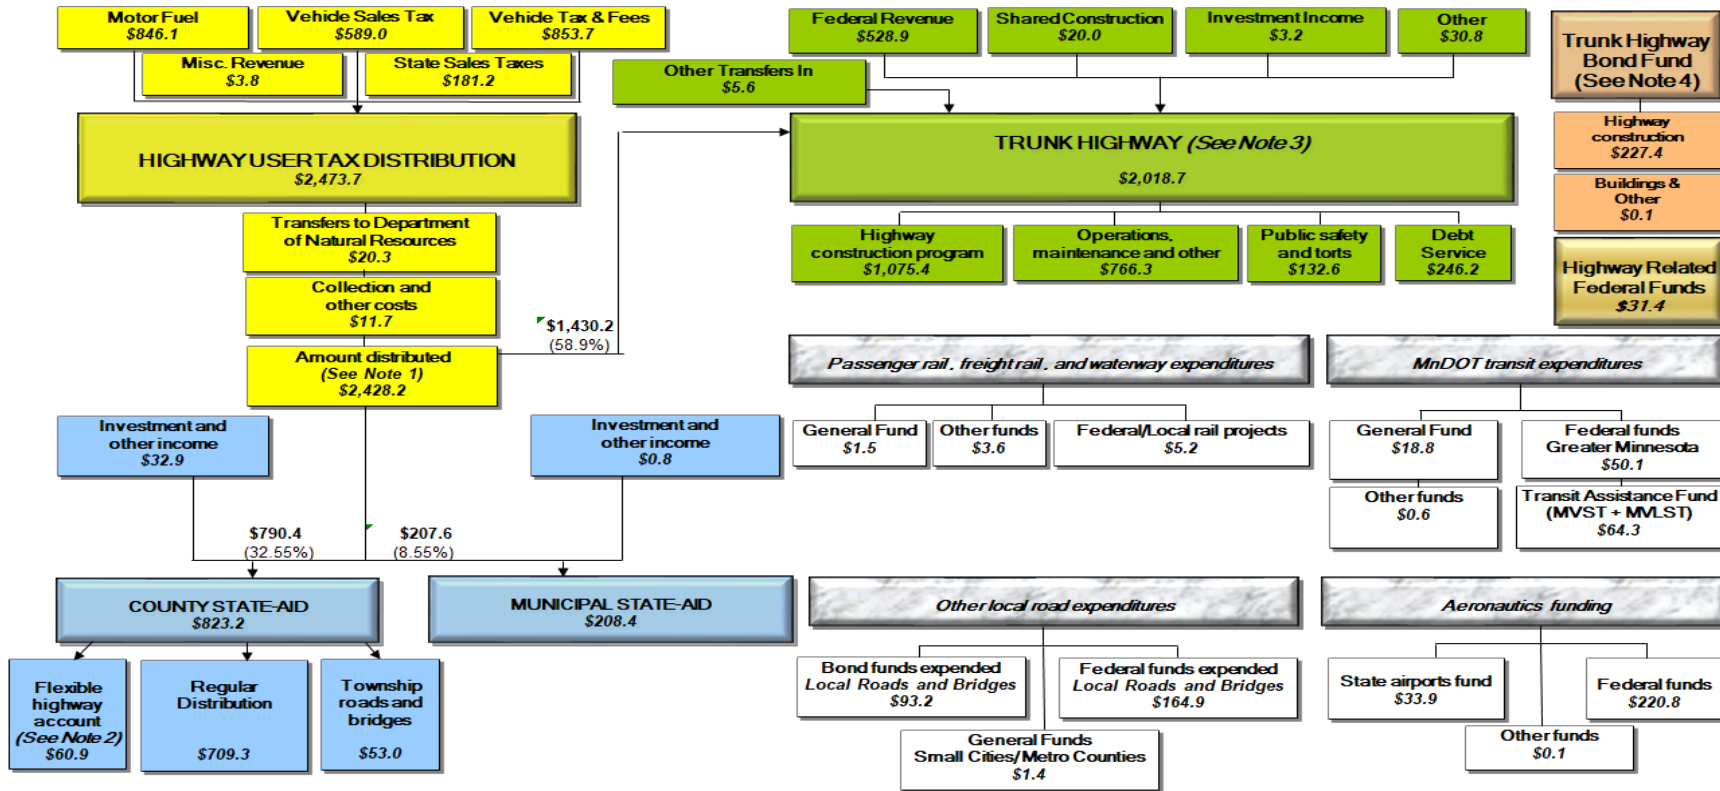 Motor Fuel
$846.1
Vehicle Sales Tax
$589.0
Vehicle Tax & Fees
$853.7
Misc. Revenue
$3.8
State Sales Taxes
$181.2
HIGHWAY USER TAX DISTRIBUTION
$2,473.7
Transfers to Department
of Natural Resources
$20.3
Collection and
other costs
$11.7
Amount distributed
(See Note 1)
$2,428.2
$1,430.2
(58.9%)
Federal Revenue
$528.9
Shared Construction
$20.0
Investment Income
$3.2
Other
$30.8
Other Transfers In
$5.6
TRUNK HIGHWAY (See Note 3)
$2,018.7
Highway
construction program
$1,075.4
Operations,
maintenance and other
$766.3
Public safety
and torts
$132.6
Debt
Service
$246.2
Trunk Highway
Bond Fund
(See Note 4)
Highway
construction
$227.4
Buildings &
Other
$0.1
Highway Related
Federal Funds
$31.4
Investment and
other income
$32.9
Investment and
other income
$0.8
$790.4
(32.55%)
$207.6
(8.55%)
COUNTY STATE-AID
$823.2
MUNICIPAL STATE-AID
$208.4
Flexible
highway
account
(See Note 2)
$60.9
Regular
Distribution
$709.3
Township
roads and
bridges
$53.0
Passenger rail, freight rail, and waterway expenditures
General Fund
$1.5
Other funds
$3.6
Federal/Local rail projects
$5.2
MnDOT transit expenditures
General Fund
$18.8
Federal funds
Greater Minnesota
$50.1
Other funds
$0.6
Transit Assistance Fund
(MVST + MVLST)
$64.3
Other local road expenditures
Bond funds expended
Local Roads and Bridges
$93.2
Federal funds expended
Local Roads and Bridges
$164.9
General Funds
Small Cities/Metro Counties
$1.4
Aeronautics funding
State airports fund
$33.9
Federal funds
$220.8
Other funds
$0.1